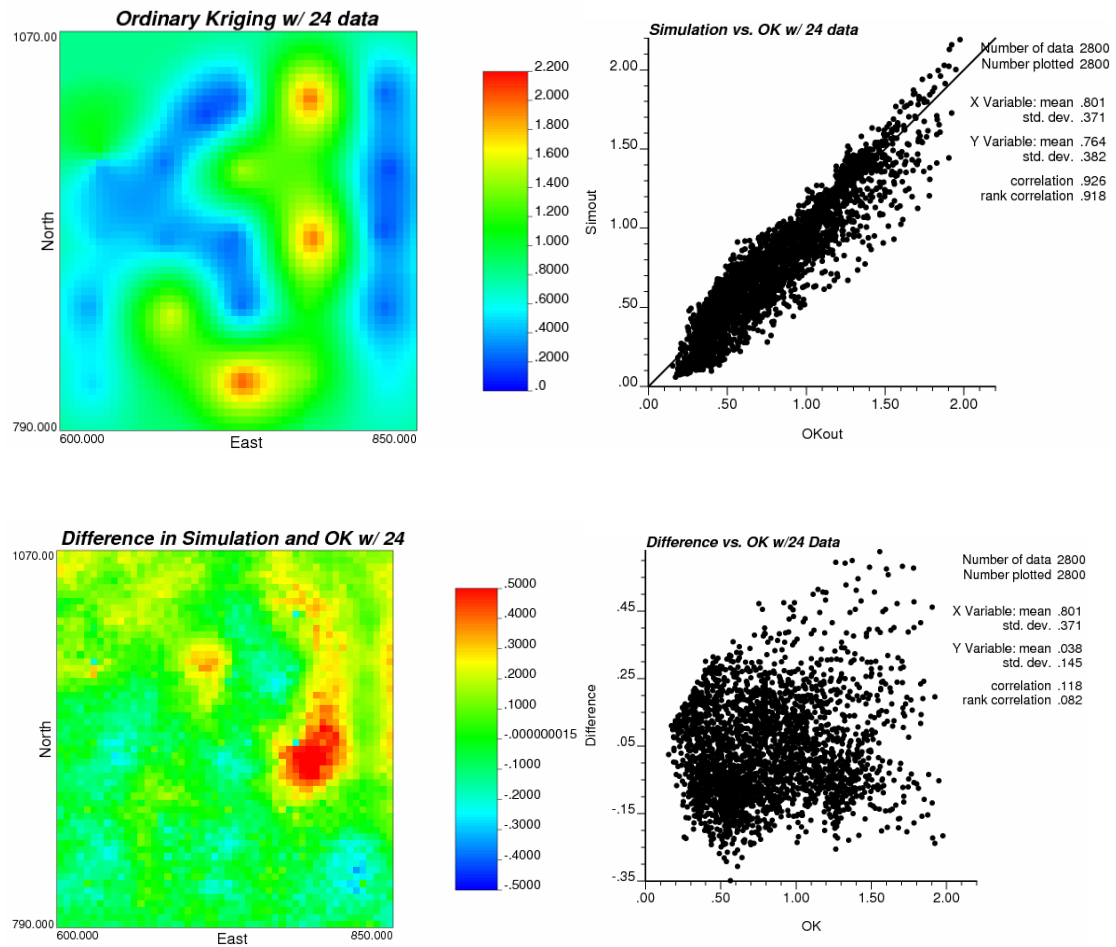 Ordinary Kriging w/ 24 data
1070.00
North
790.000
600.000
East
850.000
2.200
2.000
1.800
1.600
1.400
1.200
1.000
.8000
.6000
.4000
.2000
.0
Simulation vs. OK w/ 24 data
Number of data 2800
Number plotted 2800
X Variable: mean .801
std. dev. .371
Y Variable: mean .764
std. dev. .382
correlation .926
rank correlation .918
Simout
2.00
1.50
1.00
.50
.00
.00
.50
1.00
1.50
2.00
OKout
Difference in Simulation and OK w/ 24
1070.00
North
790.000
600.000
East
850.000
.5000
.4000
.3000
.2000
.1000
-.000000015
-.1000
-.2000
-.3000
-.4000
-.5000
Difference vs. OK w/24 Data
Number of data 2800
Number plotted 2800
X Variable: mean .801
std. dev. .371
Y Variable: mean .038
std. dev. .145
correlation .118
rank correlation .082
Difference
.45
.25
.05
-.15
-.35
.00
.50
1.00
1.50
2.00
OK